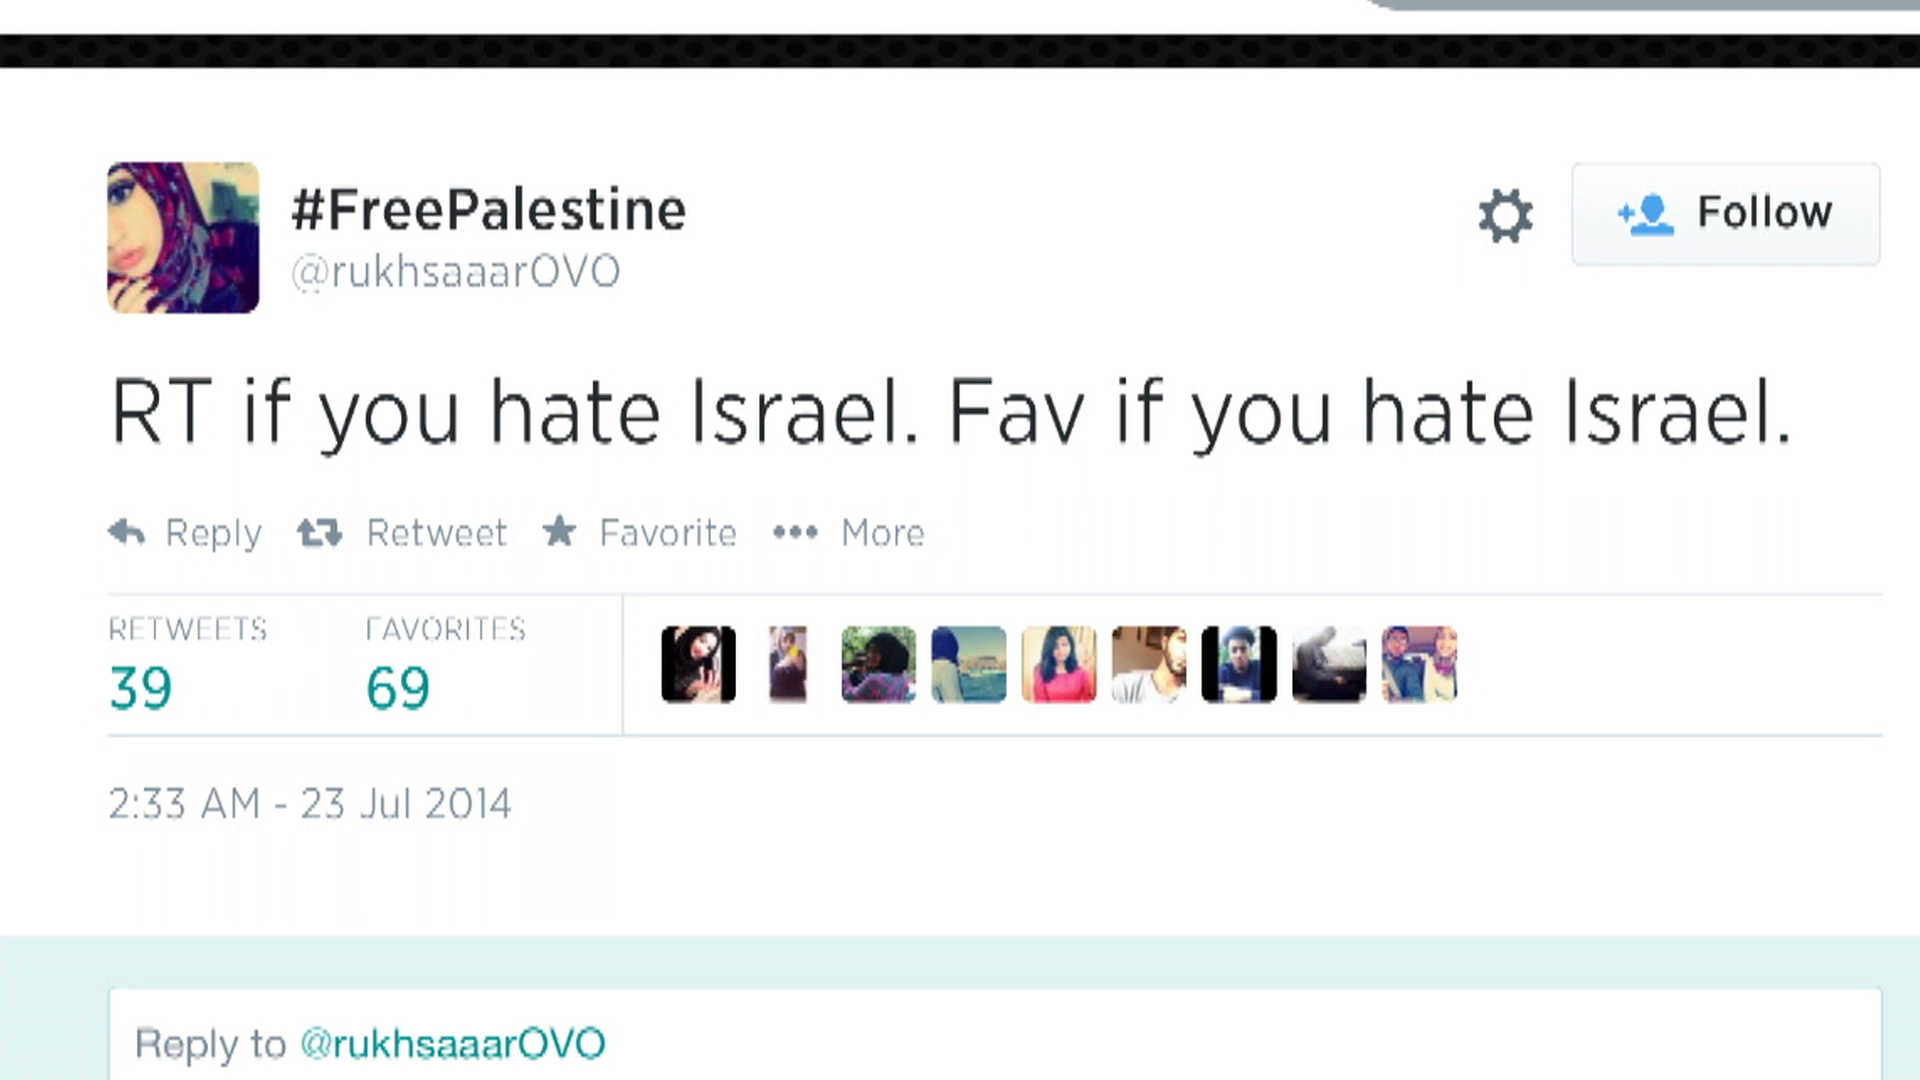 #FreePalestine
@rukhsaaarOVO
Follow
RT if you hate Israel. Fav if you hate Israel.
Reply Retweet Favorite More
RETWEETS FAVORITES
39 69
2:33 AM - 23 Jul 2014
Reply to @rukhsaaarOVO